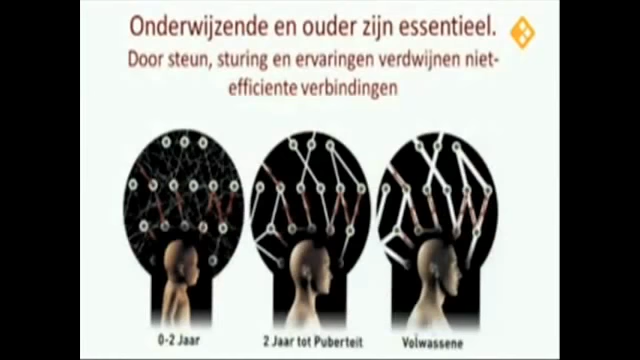 Onderwijzende en ouder zijn essentieel.
Door steun, sturing en ervaringen verdwijnen niet-
efficiente verbindingen
0-2 Jaar
2 Jaar tot Puberteit
Volwassene